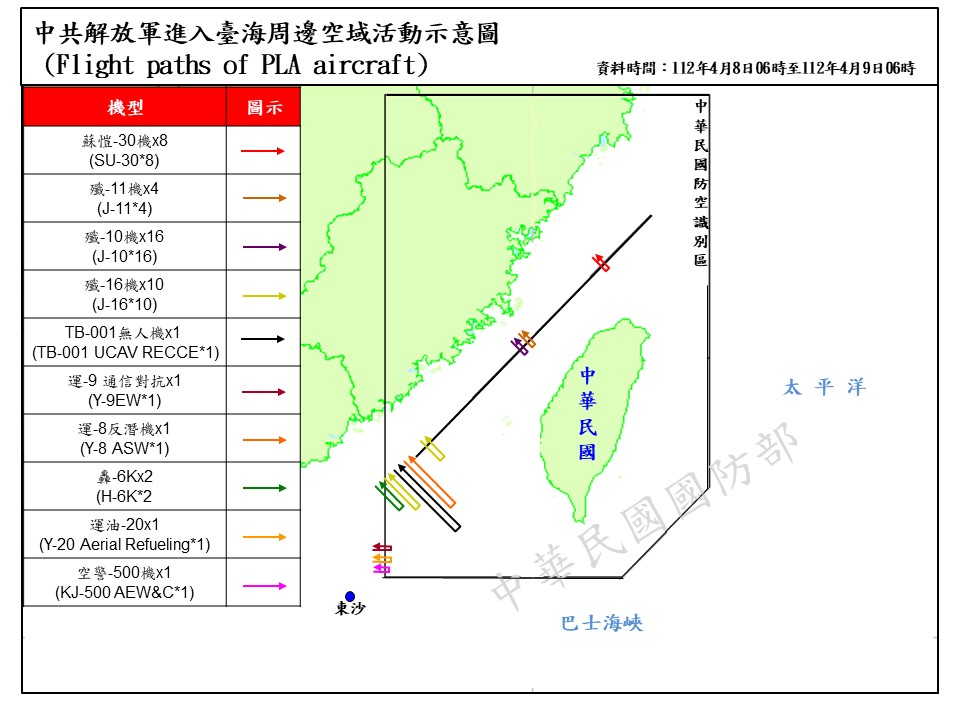 中共解放軍進入臺海周邊空域活動示意圖
(Flight paths of PLA aircraft)
資料時間：112年4月8日06時至112年4月9日06時
機型
圖示
蘇愷-30機x8
(SU-30*8)
殲-11機x4
(J-11*4)
殲-10機x16
(J-10*16)
殲-16機x10
(J-16*10)
TB-001無人機x1
(TB-001 UCAV RECCE*1)
運-9 通信對抗x1
(Y-9EW*1)
運-8反潛機x1
(Y-8 ASW*1)
轟-6Kx2
(H-6K*2
運油-20x1
(Y-20 Aerial Refueling*1)
空警-500機x1
(KJ-500 AEW&C*1)
中華民國防空識別區
中華民國
太平洋
中華民國國防部
東沙
巴士海峽